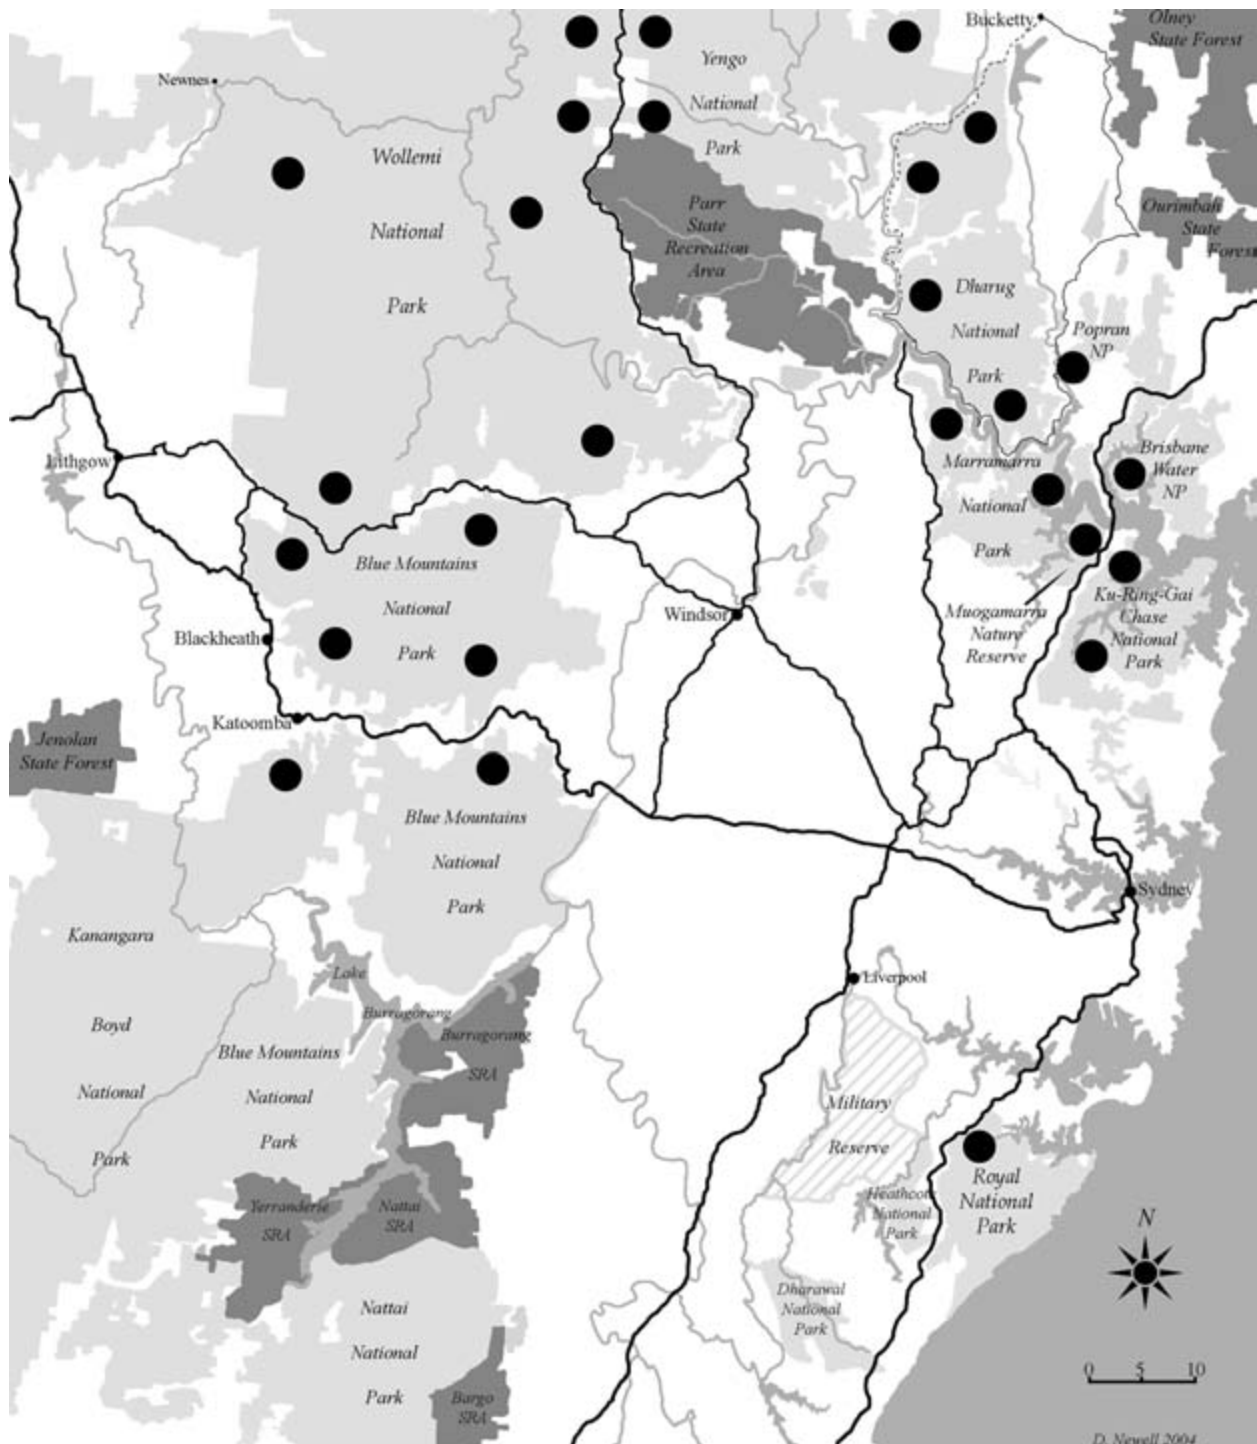 Bucketty
Olney
State Forest
Newnes
Yengo
National
Park
Wollemi
National
Park
Parr
State
Recreation
Area
Ourimbah
State
Forest
Dharug
National
Park
Popran
NP
Lithgow
Marramarra
National
Park
Brisbane
Water
NP
Blue Mountains
National
Park
Windsor
Blackheath
Muogamarra
Nature
Reserve
Ku-Ring-Gai
Chase
National
Park
Katoomba
Jenolan
State Forest
Blue Mountains
National
Park
Sydney
Kanangara
Boyd
National
Park
Lake
Burragorang
Liverpool
Burragorang
SRA
Blue Mountains
National
Park
Military
Reserve
Royal
National
Park
Heathcote
National
Park
Yerranderie
SRA
Nattai
SRA
N
Dharawal
National
Park
Nattai
National
Park
Bargo
SRA
0 5 10
D. Newell 2004